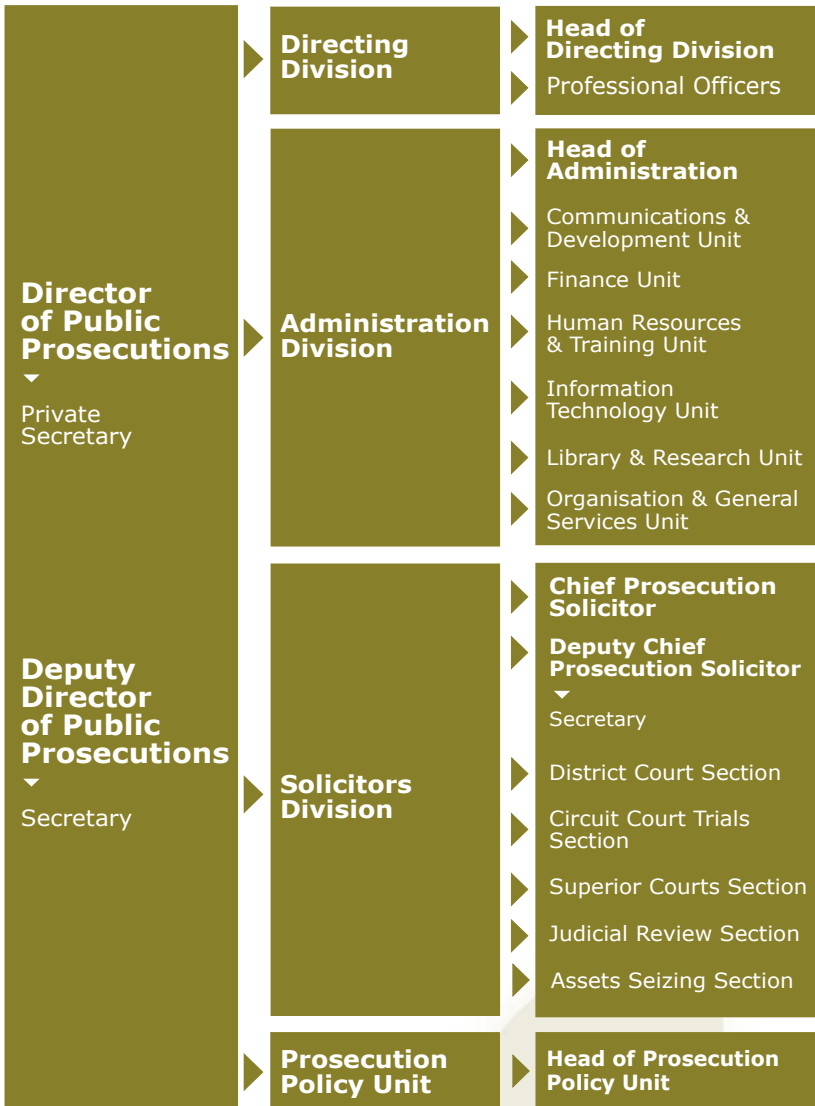 Director
of Public
Prosecutions
Private
Secretary
Deputy
Director
of Public
Prosecutions
Secretary
Directing
Division
Head of
Directing Division
Professional Officers
Administration
Division
Head of
Administration
Communications &
Development Unit
Finance Unit
Human Resources
& Training Unit
Information
Technology Unit
Library & Research Unit
Organisation & General
Services Unit
Solicitors
Division
Chief Prosecution
Solicitor
Deputy Chief
Prosecution Solicitor
Secretary
District Court Section
Circuit Court Trials
Section
Superior Courts Section
Judicial Review Section
Assets Seizing Section
Prosecution
Policy Unit
Head of Prosecution
Policy Unit